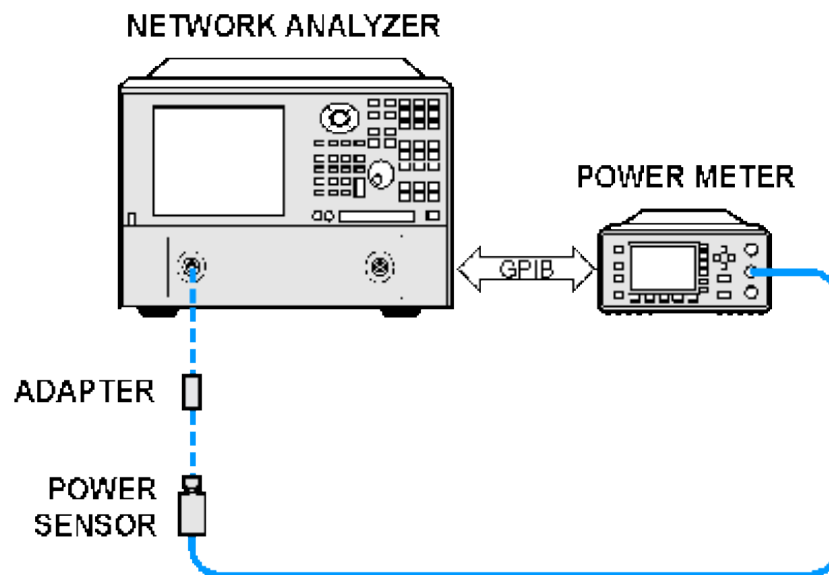 NETWORK ANALYZER
POWER METER
GPIB
ADAPTER
POWER
SENSOR